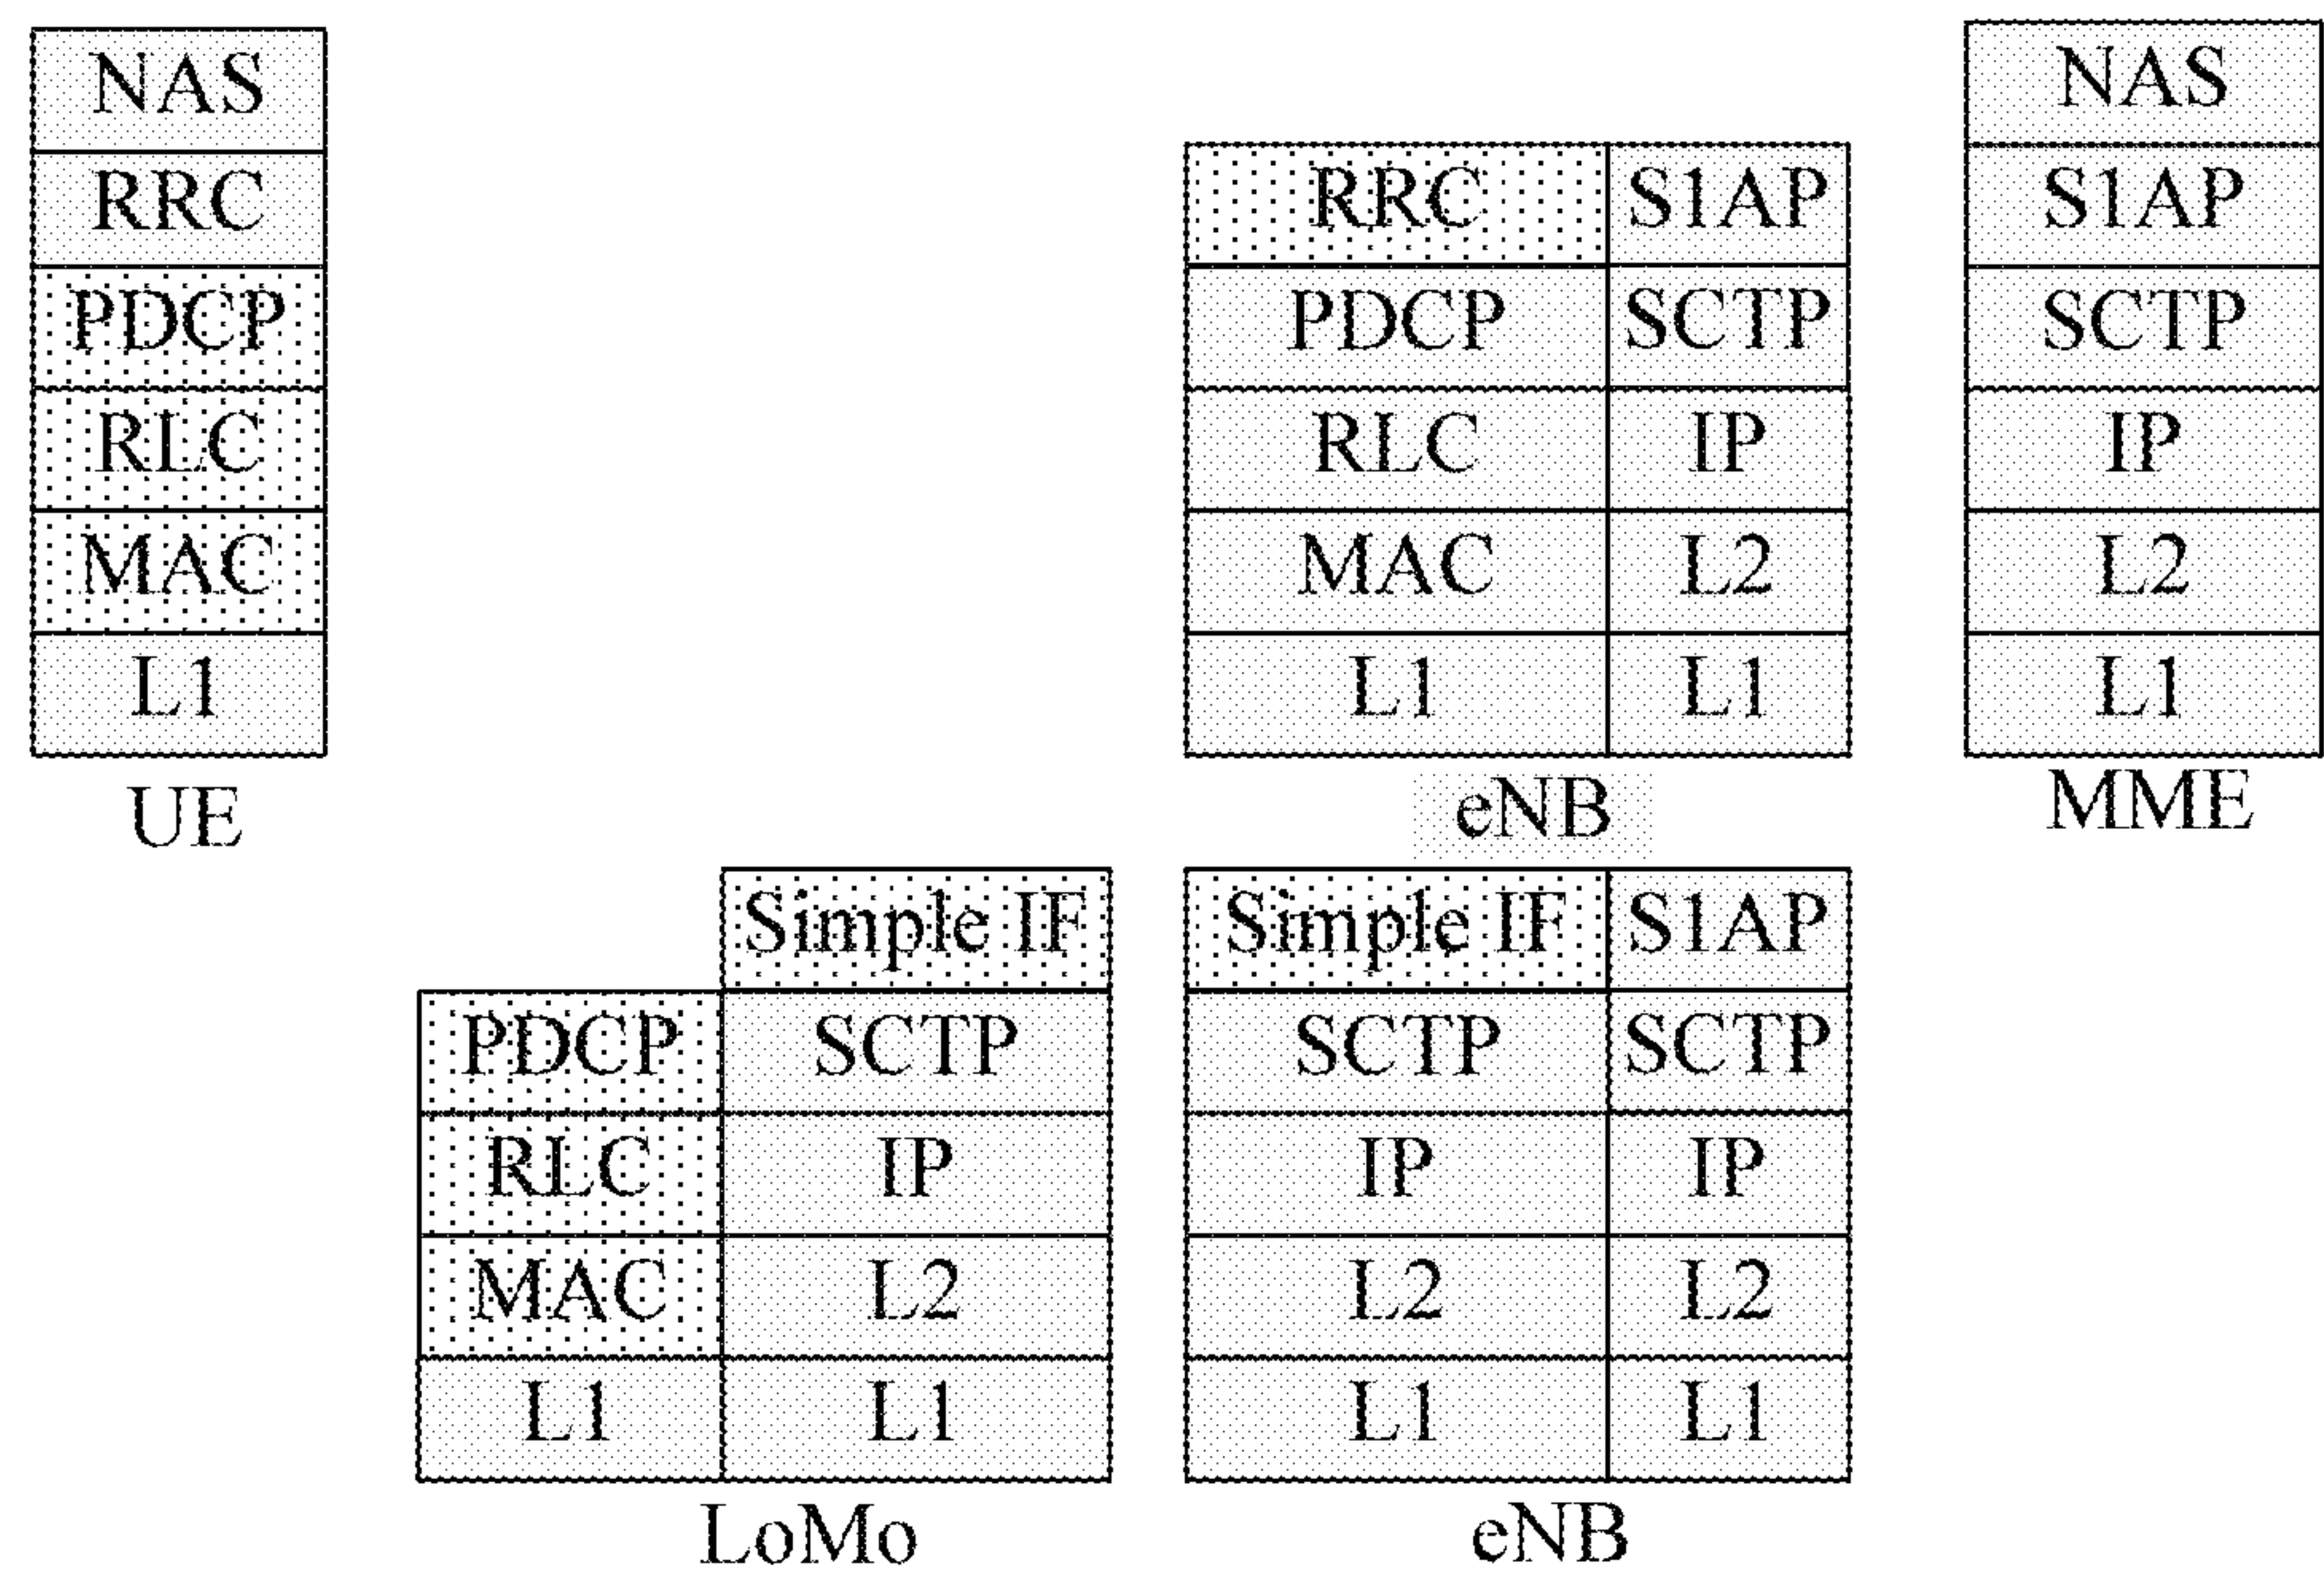 NAS
RRC
PDCP
RLC
MAC
L1
UE
RRC S1AP
PDCP SCTP
RLC IP
MAC L2
L1 L1
eNB
NAS
S1AP
SCTP
IP
L2
L1
MME
Simple IF
PDCP SCTP
RLC IP
MAC L2
L1 L1
LoMo
Simple IF S1AP
SCTP SCTP
IP IP
L2 L2
L1 L1
eNB